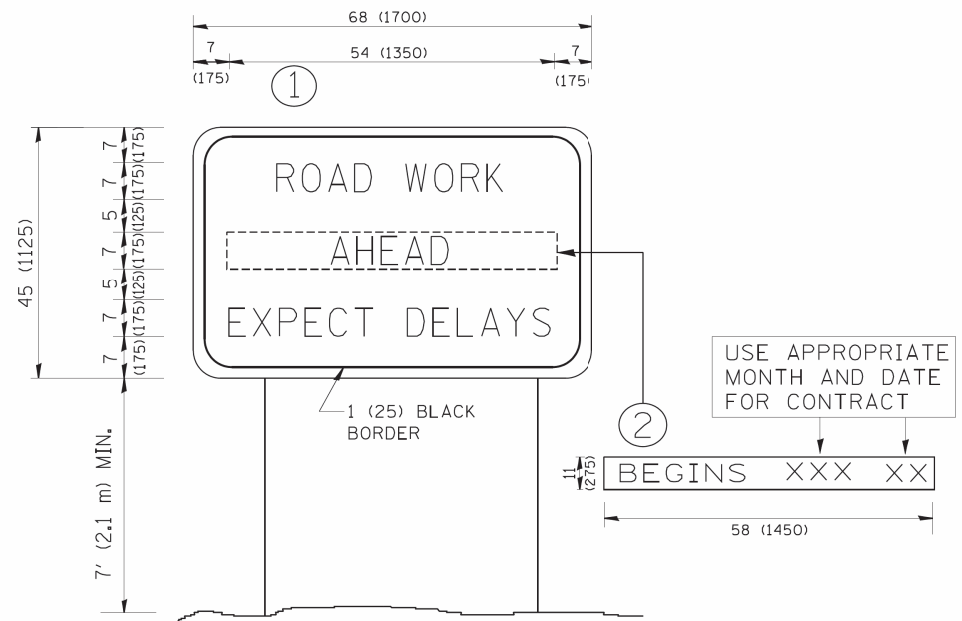 68 (1700)
7
54 (1350)
7
(175)
(175)
1
45 (1125)
7 (175)
7 (175)
5 (125)
7 (175)
5 (125)
7 (175)
7 (175)
ROAD WORK
AHEAD
EXPECT DELAYS
7' (2.1 m) MIN.
1 (25) BLACK
BORDER
USE APPROPRIATE
MONTH AND DATE
FOR CONTRACT
2
11
(275)
BEGINS XXX XX
58 (1450)